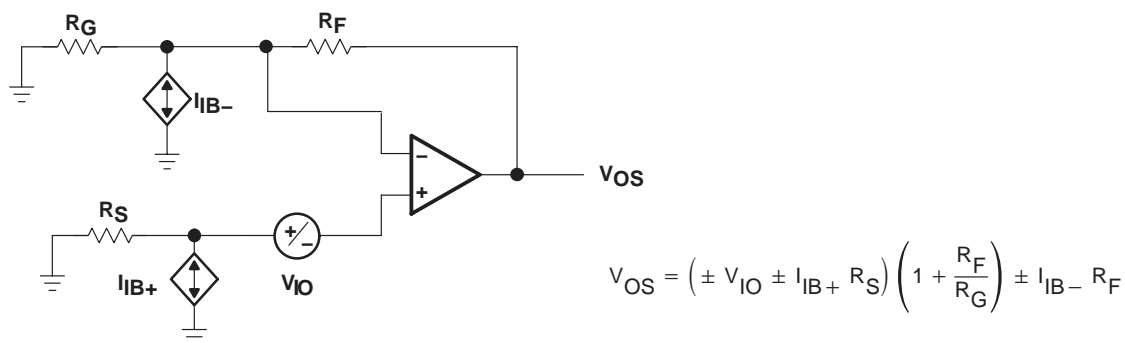 RG
RF
IIB−
−
+
VOS
RS
+/−
IIB+
VIO
VOS = (± VIO ± IIB+ RS) (1 + RF/RG) ± IIB− RF